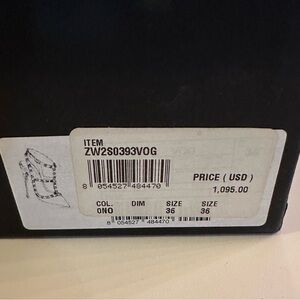 ITEM
ZW2S0393VOG
8 054527 484470
PRICE ( USD )
1,095.00
COL. DIM SIZE SIZE
0NO 36 36
8 054527 484470